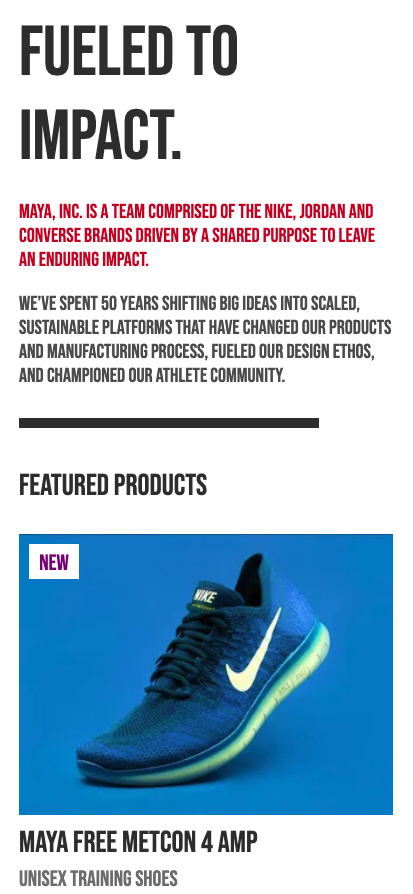 FUELED TO
IMPACT.
MAYA, INC. IS A TEAM COMPRISED OF THE NIKE, JORDAN AND
CONVERSE BRANDS DRIVEN BY A SHARED PURPOSE TO LEAVE
AN ENDURING IMPACT.
WE'VE SPENT 50 YEARS SHIFTING BIG IDEAS INTO SCALED,
SUSTAINABLE PLATFORMS THAT HAVE CHANGED OUR PRODUCTS
AND MANUFACTURING PROCESS, FUELED OUR DESIGN ETHOS,
AND CHAMPIONED OUR ATHLETE COMMUNITY.
FEATURED PRODUCTS
NEW
NIKE
MAYA FREE METCON 4 AMP
UNISEX TRAINING SHOES